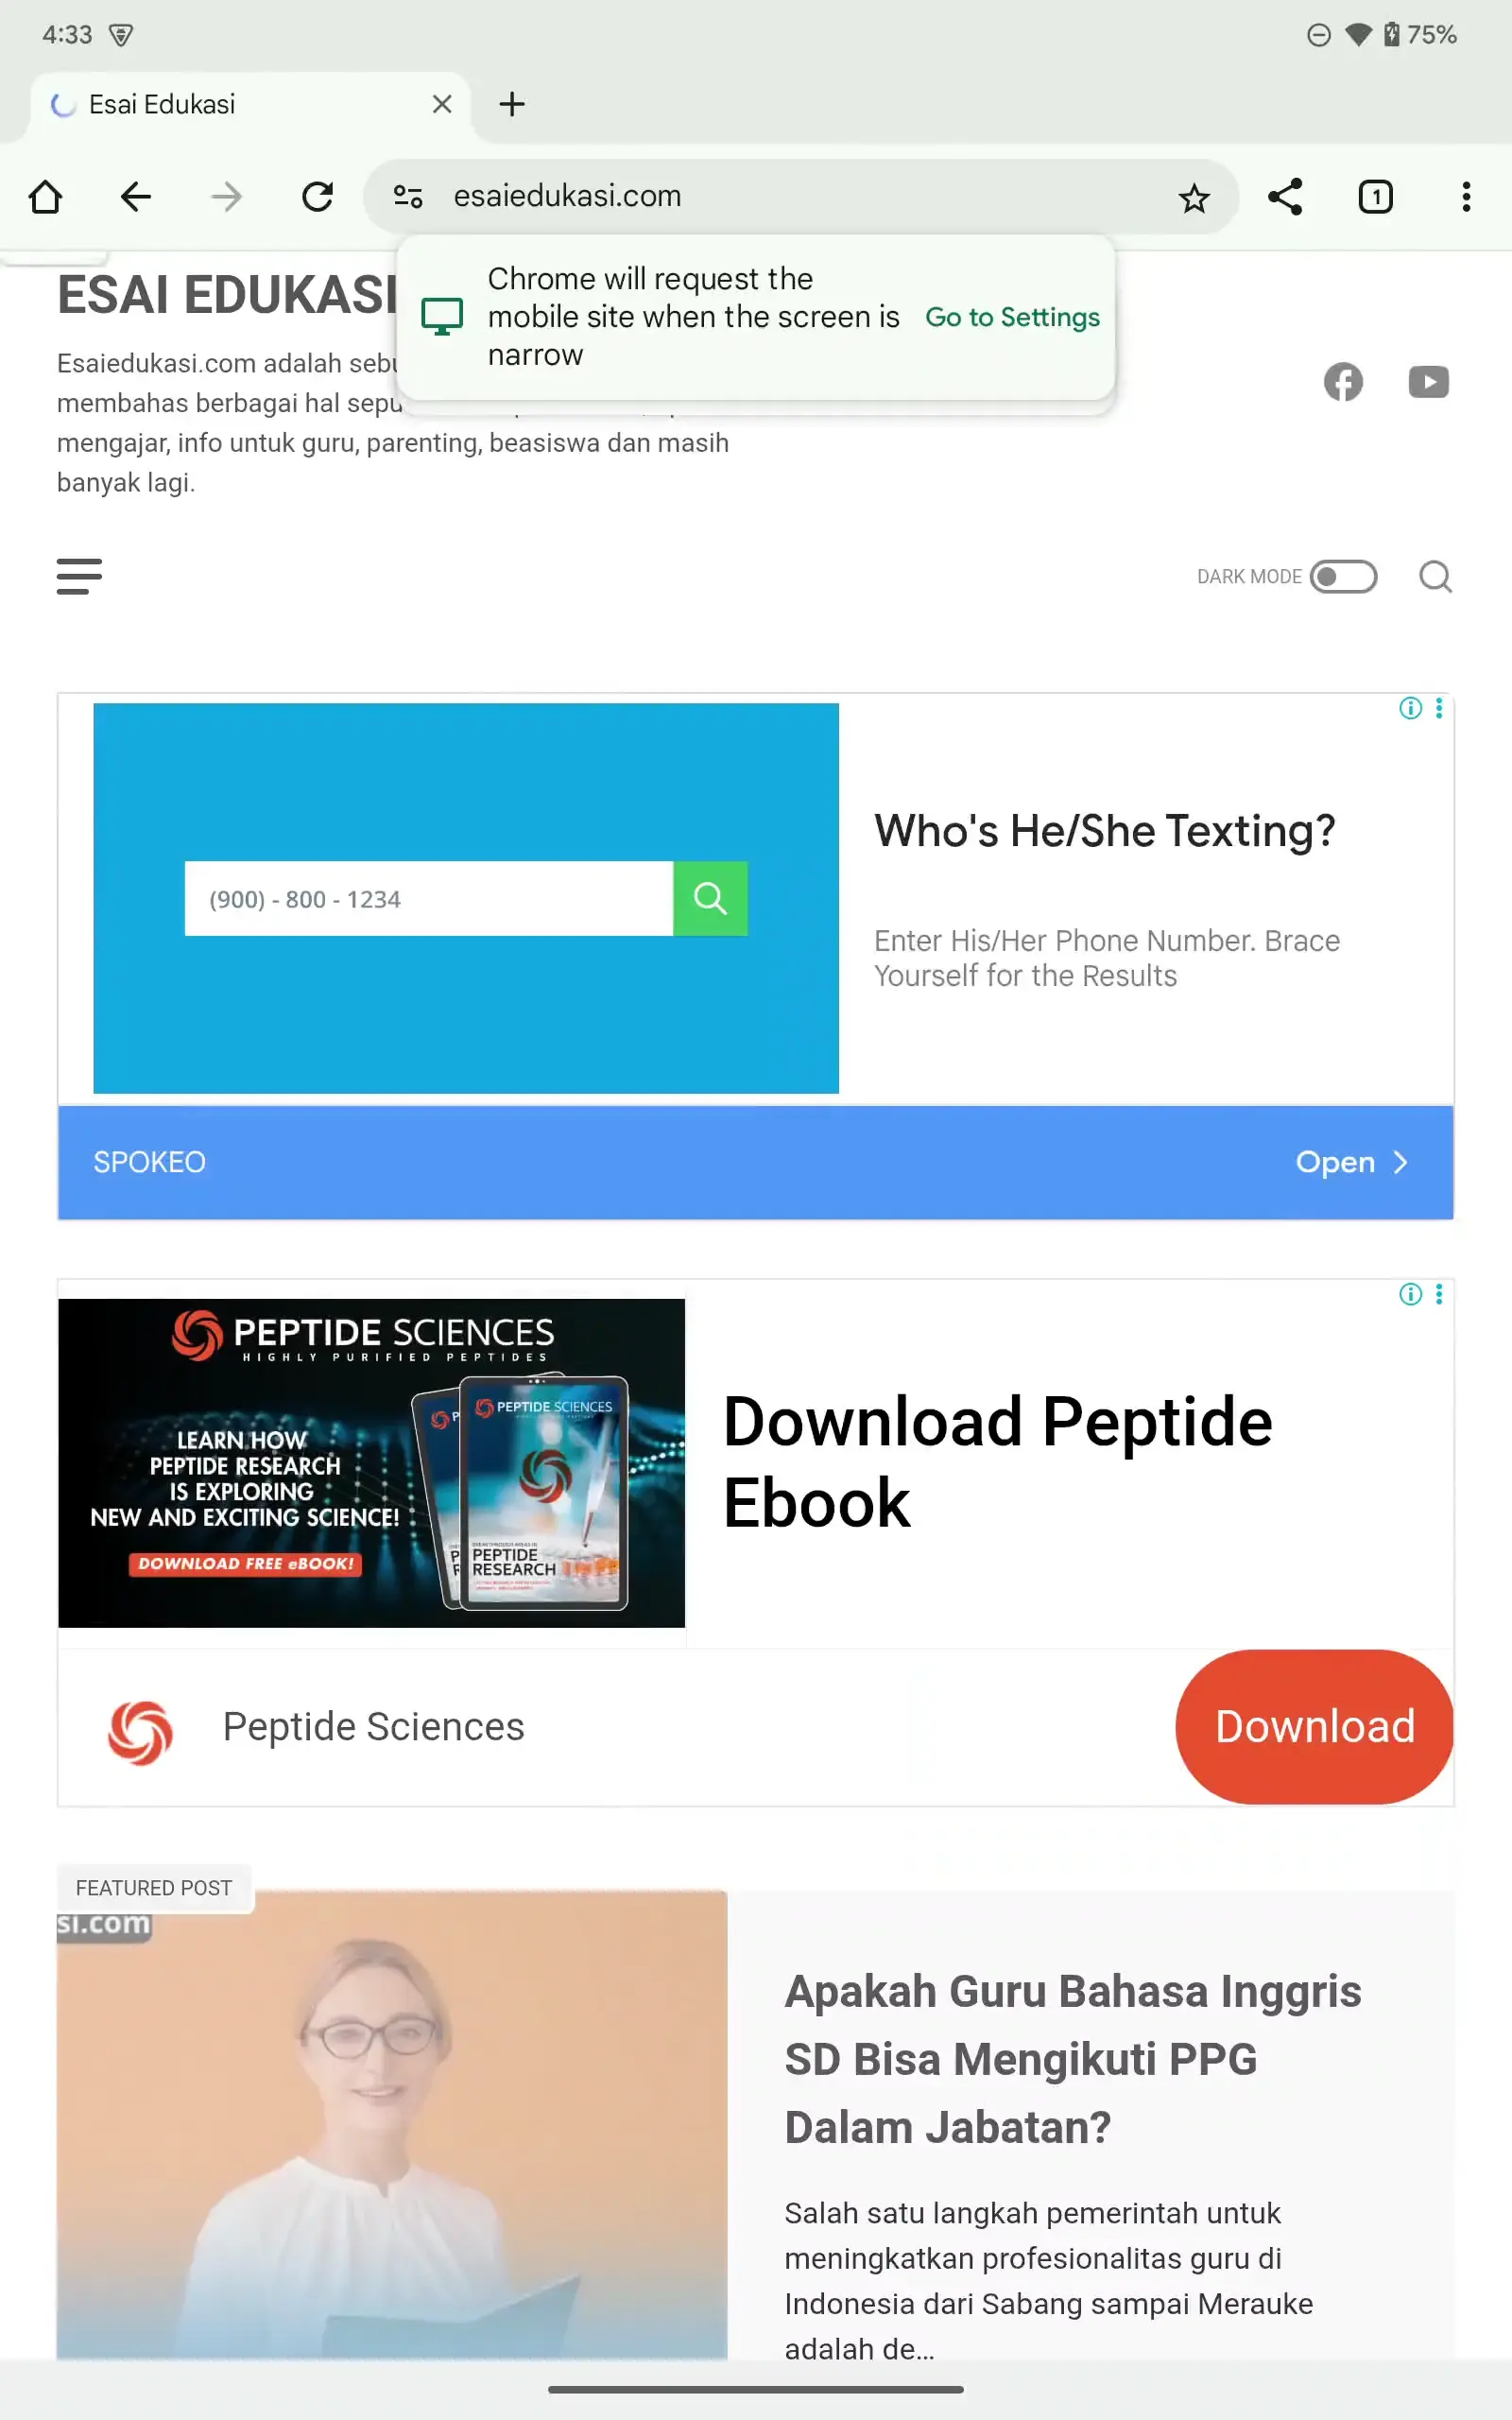 4:33
75%
Esai Edukasi
esaiedukasi.com
1
Chrome will request the
mobile site when the screen is
narrow
Go to Settings
ESAI EDUKASI
Esaiedukasi.com adalah
membahas berbagai hal
mengajar, info untuk guru, parenting, beasiswa dan masih
banyak lagi.
DARK MODE
(900) - 800 - 1234
Who's He/She Texting?
Enter His/Her Phone Number. Brace
Yourself for the Results
SPOKEO
Open
PEPTIDE SCIENCES
HIGHLY PURIFIED PEPTIDES
LEARN HOW
PEPTIDE RESEARCH
IS EXPLORING
NEW AND EXCITING SCIENCE!
DOWNLOAD FREE eBOOK!
PEPTIDE SCIENCES
PEPTIDE
RESEARCH
Download Peptide
Ebook
Peptide Sciences
Download
FEATURED POST
si.com
Apakah Guru Bahasa Inggris
SD Bisa Mengikuti PPG
Dalam Jabatan?
Salah satu langkah pemerintah untuk
meningkatkan profesionalitas guru di
Indonesia dari Sabang sampai Merauke
adalah de...